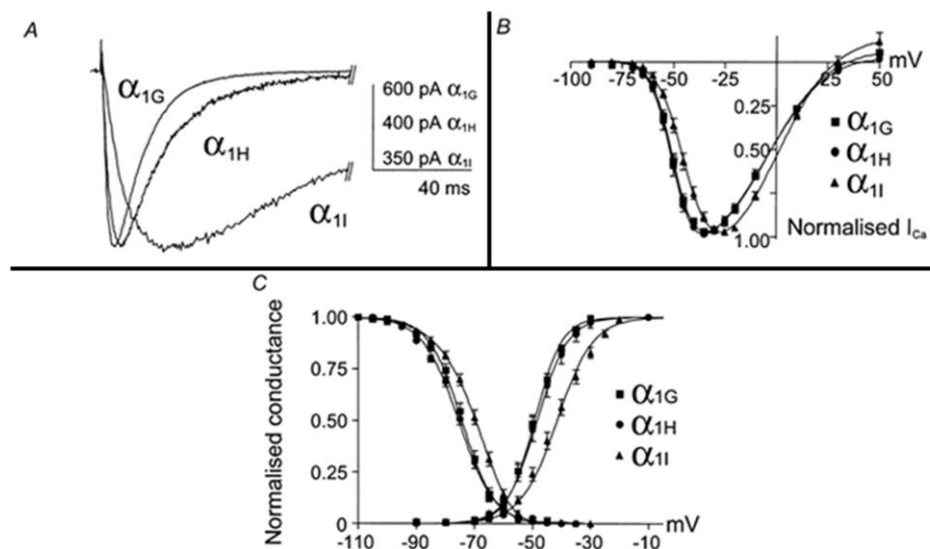 A
α1G
α1H
α1I
600 pA α1G
400 pA α1H
350 pA α1I
40 ms
B
mV
-100 -75 -50 -25 25 50
0.25
0.50
1.00
α1G
α1H
α1I
Normalised ICa
C
Normalised conductance
1.00
0.75
0.50
0.25
0
-110 -90 -70 -50 -30 -10
mV
α1G
α1H
α1I